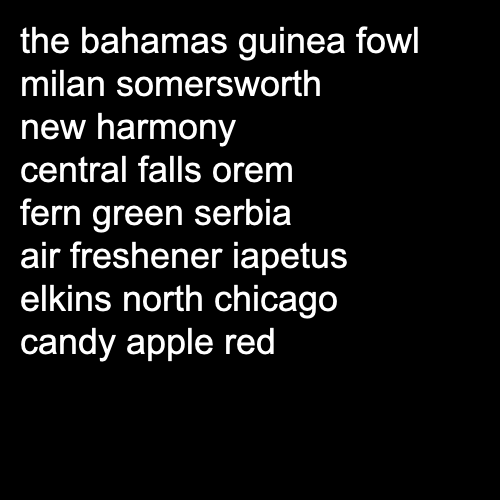 the bahamas guinea fowl
milan somersworth
new harmony
central falls orem
fern green serbia
air freshener iapetus
elkins north chicago
candy apple red